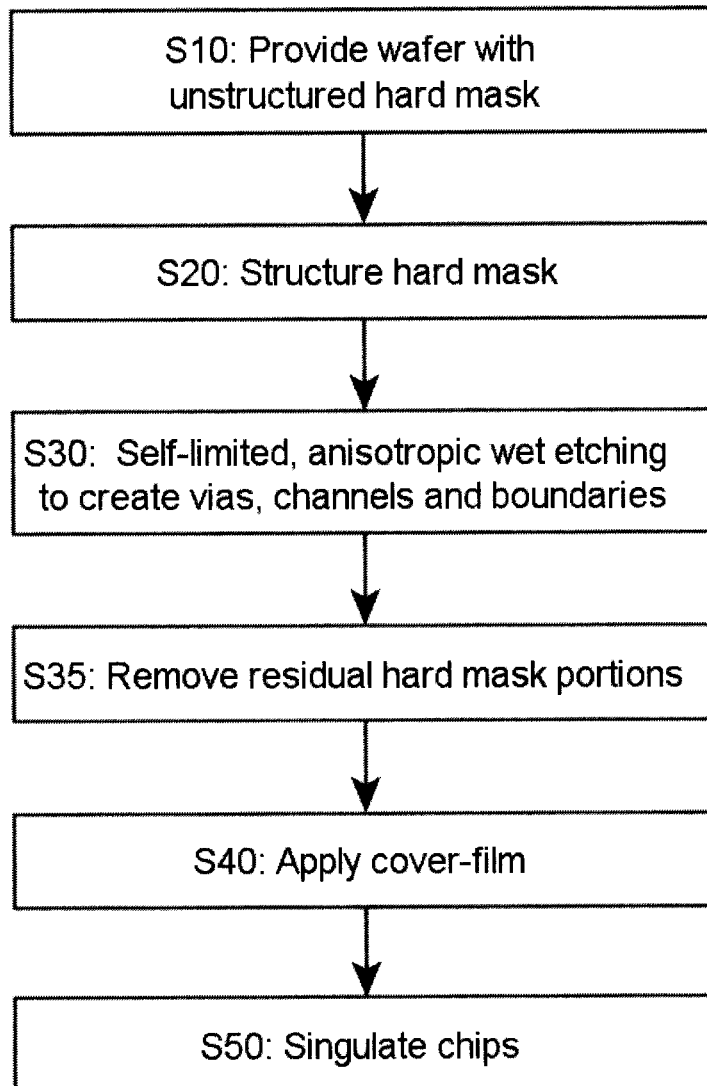 S10: Provide wafer with
unstructured hard mask
S20: Structure hard mask
S30: Self-limited, anisotropic wet etching
to create vias, channels and boundaries
S35: Remove residual hard mask portions
S40: Apply cover-film
S50: Singulate chips